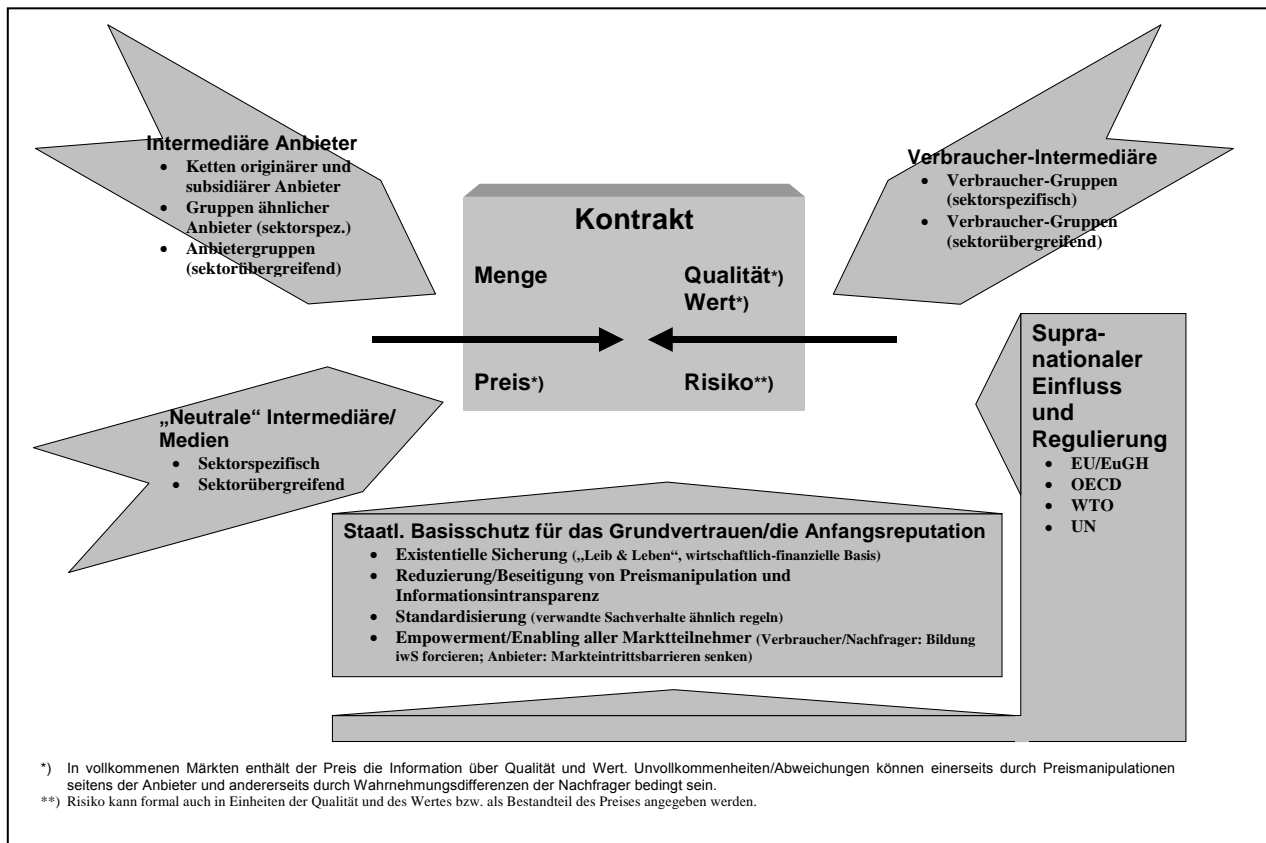 Intermediäre Anbieter
• Ketten originärer und
subsidiärer Anbieter
• Gruppen ähnlicher
Anbieter (sektorspez.)
• Anbietergruppen
(sektorübergreifend)
Kontrakt
Menge
Qualität*)
Wert*)
Preis*)
Risiko**)
Verbraucher-Intermediäre
• Verbraucher-Gruppen
(sektorspezifisch)
• Verbraucher-Gruppen
(sektorübergreifend)
„Neutrale“ Intermediäre/
Medien
• Sektorspezifisch
• Sektorübergreifend
Supra-
nationaler
Einfluss
und
Regulierung
• EU/EuGH
• OECD
• WTO
• UN
Staatl. Basisschutz für das Grundvertrauen/die Anfangsreputation
• Existentielle Sicherung („Leib & Leben“, wirtschaftlich-finanzielle Basis)
• Reduzierung/Beseitigung von Preismanipulation und
Informationsintransparenz
• Standardisierung (verwandte Sachverhalte ähnlich regeln)
• Empowerment/Enabling aller Marktteilnehmer (Verbraucher/Nachfrager: Bildung
iwS forcieren; Anbieter: Markteintrittsbarrieren senken)
*) In vollkommenen Märkten enthält der Preis die Information über Qualität und Wert. Unvollkommenheiten/Abweichungen können einerseits durch Preismanipulationen
seitens der Anbieter und andererseits durch Wahrnehmungsdifferenzen der Nachfrager bedingt sein.
**) Risiko kann formal auch in Einheiten der Qualität und des Wertes bzw. als Bestandteil des Preises angegeben werden.